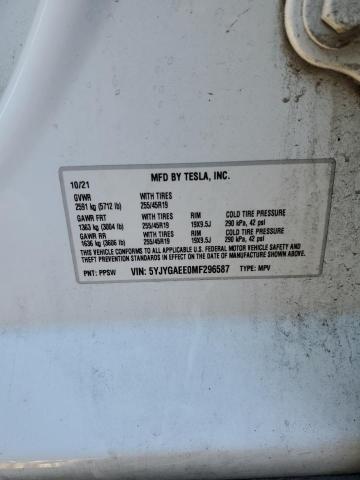 MFD BY TESLA, INC.
10/21
GVWR WITH TIRES
2591 kg (5712 lb) 255/45R19
GAWR FRT WITH TIRES RIM COLD TIRE PRESSURE
1363 kg (3004 lb) 255/45R19 19X9.5J 290 kPa, 42 psi
GAWR RR WITH TIRES RIM COLD TIRE PRESSURE
1636 kg (3606 lb) 255/45R19 19X9.5J 290 kPa, 42 psi
THIS VEHICLE CONFORMS TO ALL APPLICABLE U.S. FEDERAL MOTOR VEHICLE SAFETY AND
THEFT PREVENTION STANDARDS IN EFFECT ON THE DATE OF MANUFACTURE SHOWN ABOVE.
PNT: PPSW VIN: 5YJYGAEE0MF296587 TYPE: MPV